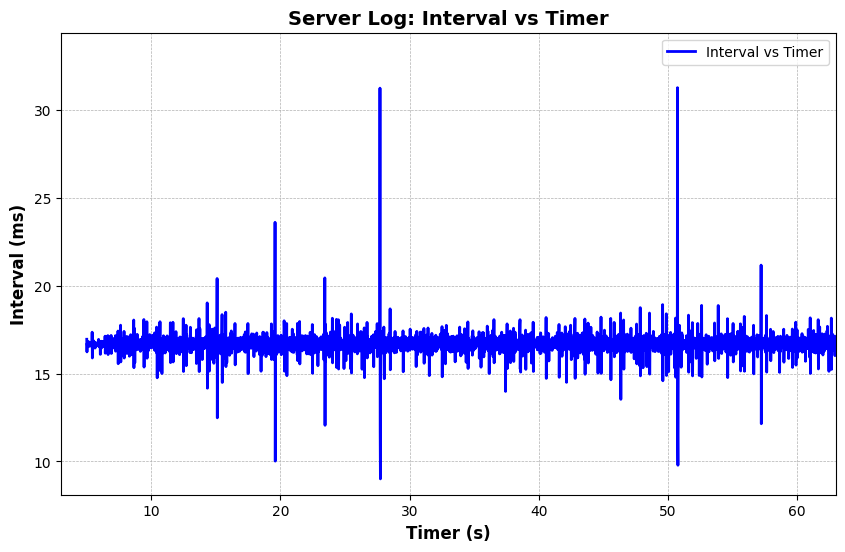 Server Log: Interval vs Timer
Interval vs Timer
30
25
20
15
10
Interval (ms)
10 20 30 40 50 60
Timer (s)